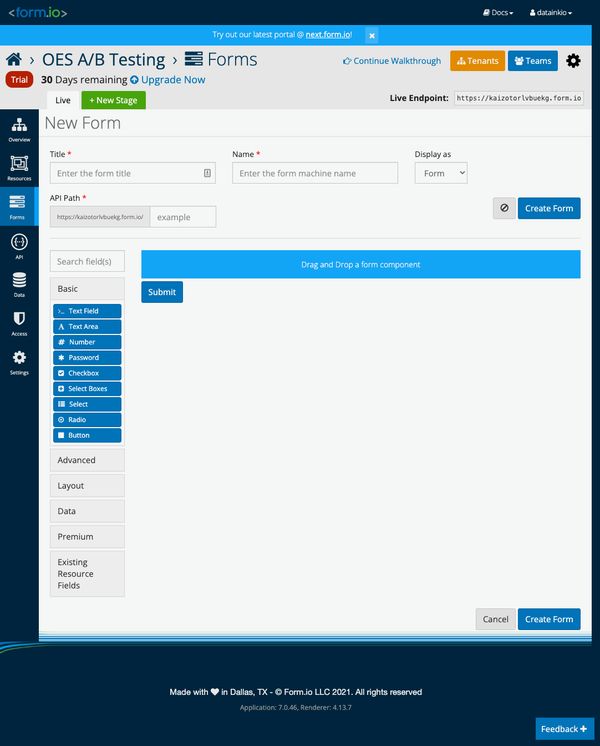 <form.io>
Docs
datainkio
Try out our latest portal @ next.form.io!
OES A/B Testing > Forms
Continue Walkthrough
Tenants
Teams
Trial
30 Days remaining Upgrade Now
Live
+ New Stage
Live Endpoint:
https://kaizotorlvbuekg.form.io
Overview
Resources
Forms
API
Data
Access
Settings
New Form
Title *
Name *
Display as
Enter the form title
Enter the form machine name
Form
API Path *
https://kaizotorlvbuekg.form.io/
example
Create Form
Search field(s)
Drag and Drop a form component
Submit
Basic
Text Field
Text Area
Number
Password
Checkbox
Select Boxes
Select
Radio
Button
Advanced
Layout
Data
Premium
Existing
Resource
Fields
Cancel
Create Form
Made with ❤ in Dallas, TX - © Form.io LLC 2021. All rights reserved
Application: 7.0.46, Renderer: 4.13.7
Feedback +